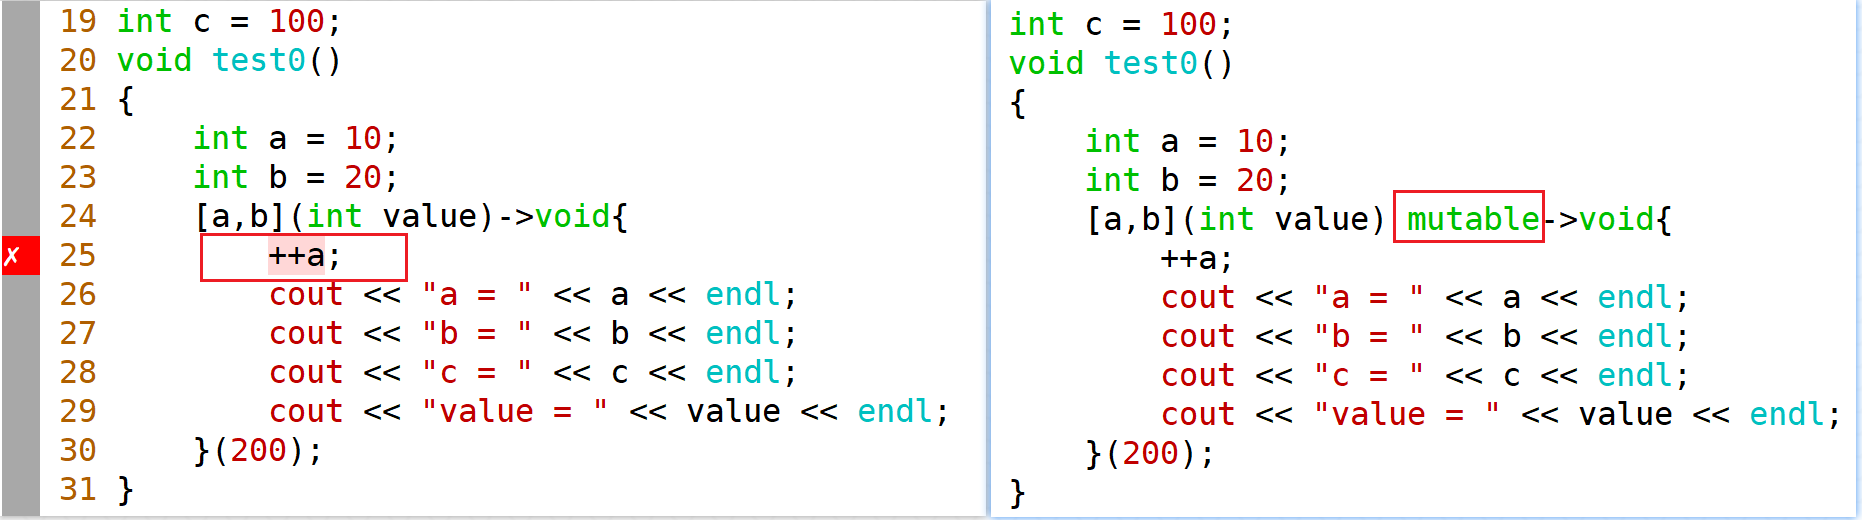 19 int c = 100;
20 void test0()
21 {
22     int a = 10;
23     int b = 20;
24     [a,b](int value)->void{
✗ 25         ++a;
26         cout << "a = " << a << endl;
27         cout << "b = " << b << endl;
28         cout << "c = " << c << endl;
29         cout << "value = " << value << endl;
30     }(200);
31 }
int c = 100;
void test0()
{
    int a = 10;
    int b = 20;
    [a,b](int value) mutable->void{
        ++a;
        cout << "a = " << a << endl;
        cout << "b = " << b << endl;
        cout << "c = " << c << endl;
        cout << "value = " << value << endl;
    }(200);
}